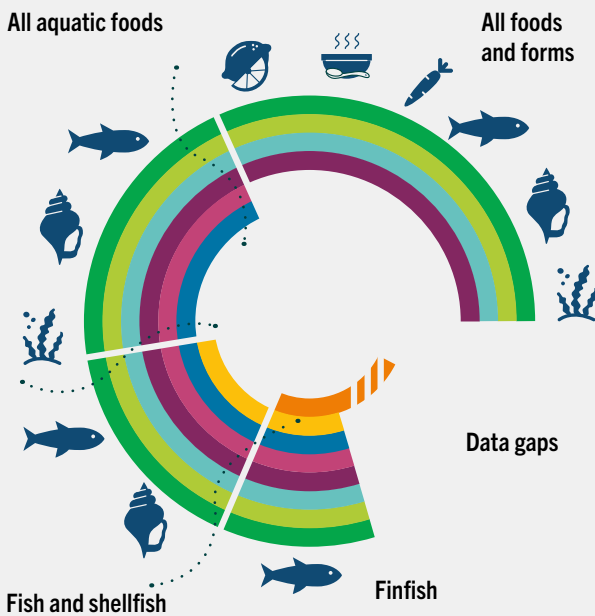 All aquatic foods
All foods
and forms
Data gaps
Finfish
Fish and shellfish